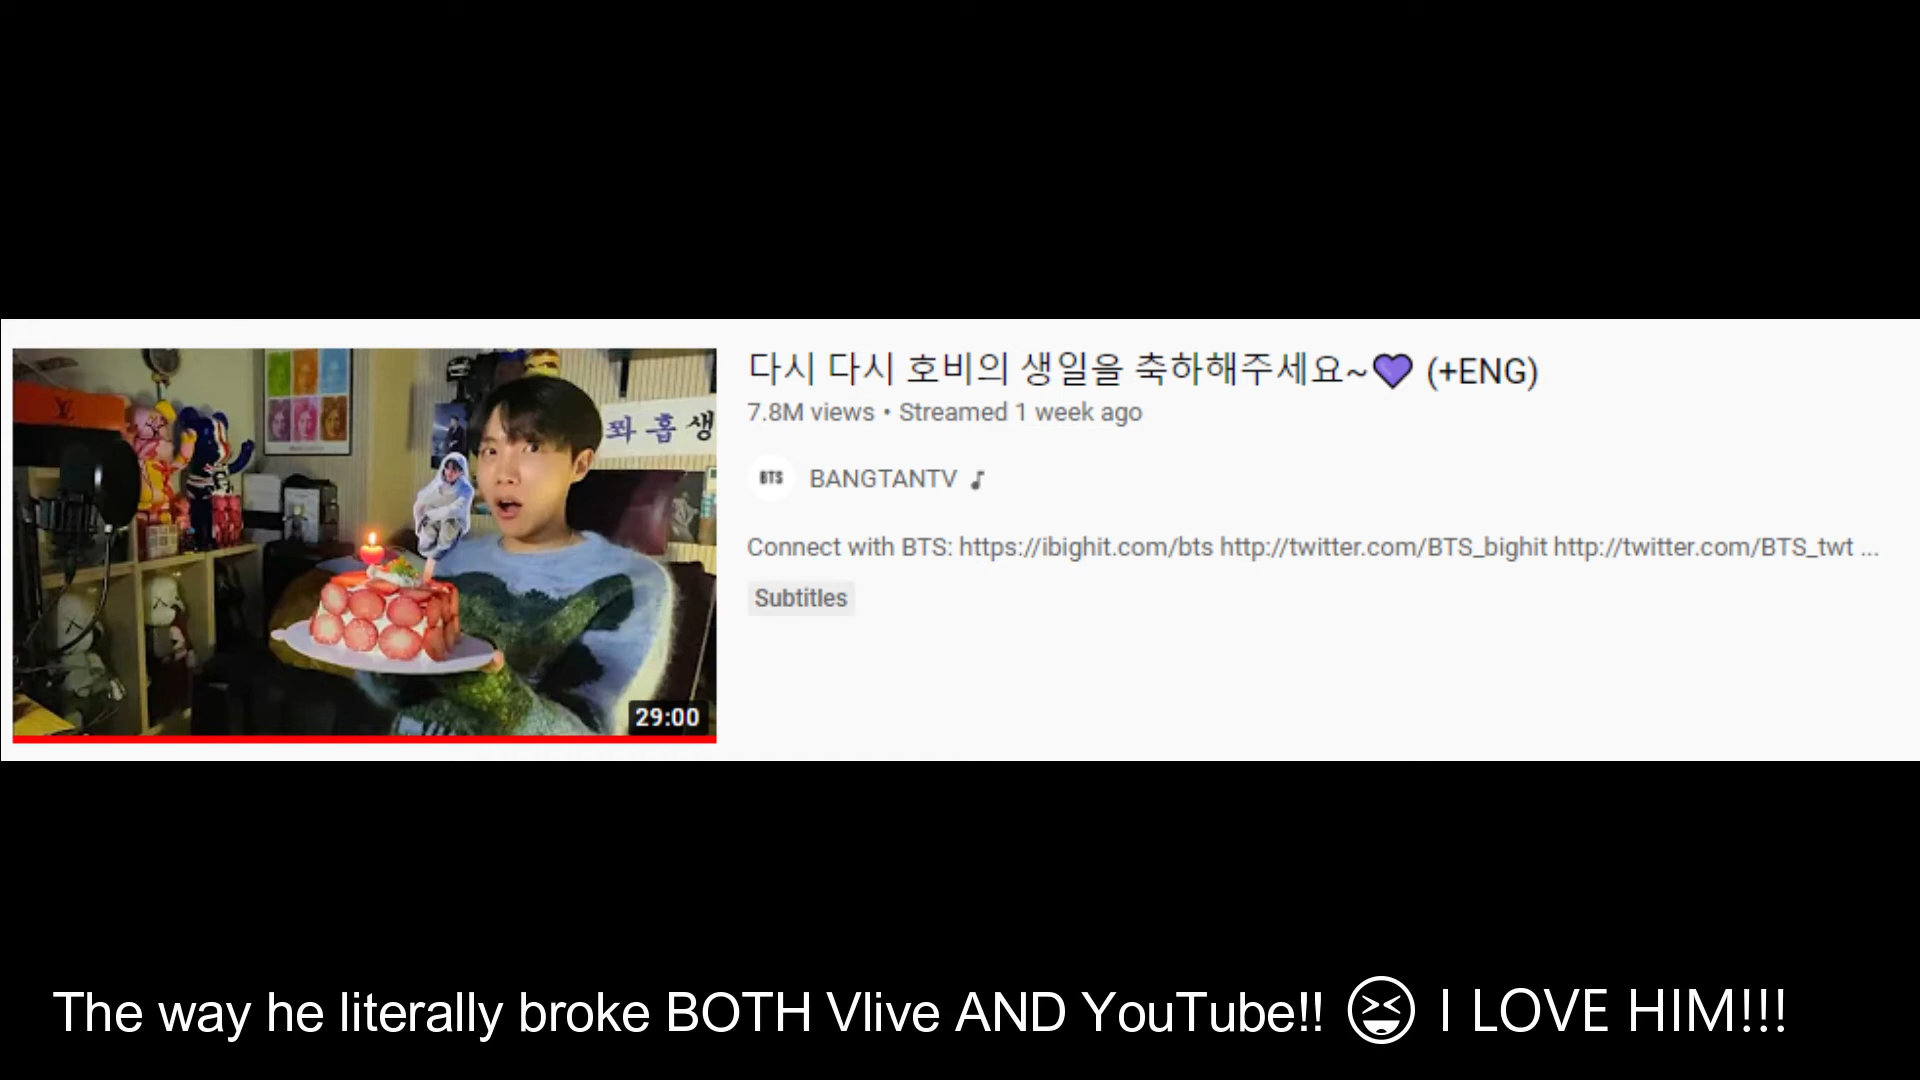 다시 다시 호비의 생일을 축하해주세요~💜 (+ENG)
7.8M views • Streamed 1 week ago
BTS BANGTANTV
Connect with BTS: https://ibighit.com/bts http://twitter.com/BTS_bighit http://twitter.com/BTS_twt ...
Subtitles
쫘 홉 생
29:00
The way he literally broke BOTH Vlive AND YouTube!! 😆 I LOVE HIM!!!